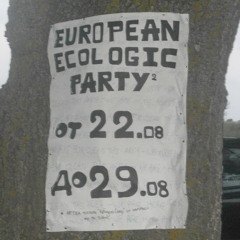 EUROPEAN
ECOLOGIC
PARTY²
от 22.08
До 29.08